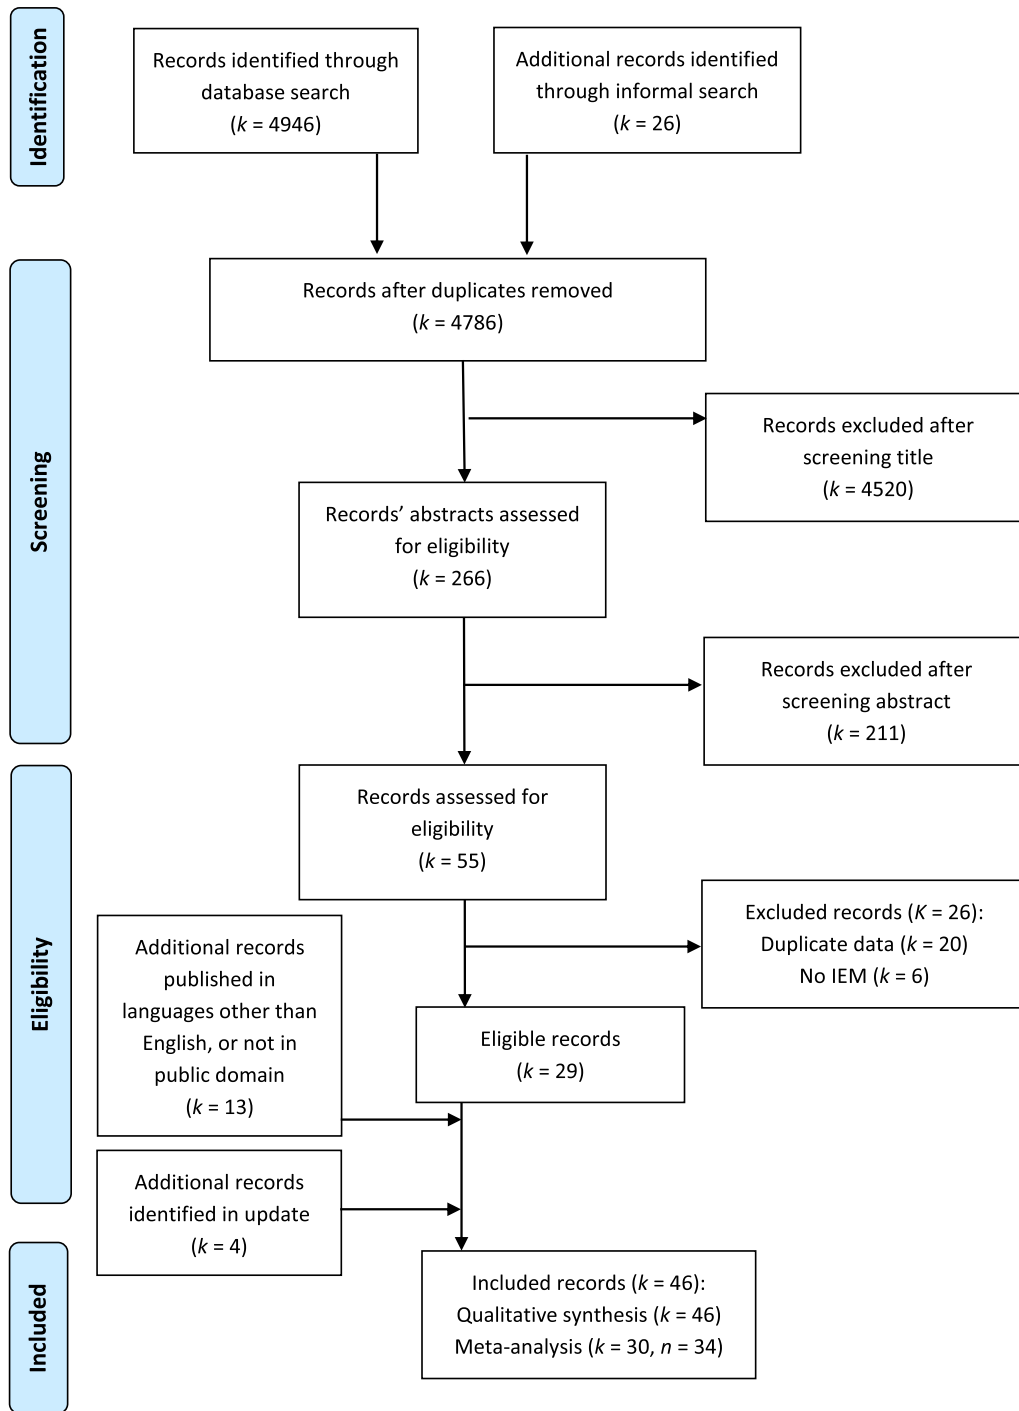 Identification
Records identified through
database search
(k = 4946)
Additional records identified
through informal search
(k = 26)
Screening
Records after duplicates removed
(k = 4786)
Records excluded after
screening title
(k = 4520)
Records’ abstracts assessed
for eligibility
(k = 266)
Records excluded after
screening abstract
(k = 211)
Eligibility
Records assessed for
eligibility
(k = 55)
Excluded records (K = 26):
Duplicate data (k = 20)
No IEM (k = 6)
Additional records
published in
languages other than
English, or not in
public domain
(k = 13)
Eligible records
(k = 29)
Additional records
identified in update
(k = 4)
Included
Included records (k = 46):
Qualitative synthesis (k = 46)
Meta-analysis (k = 30, n = 34)